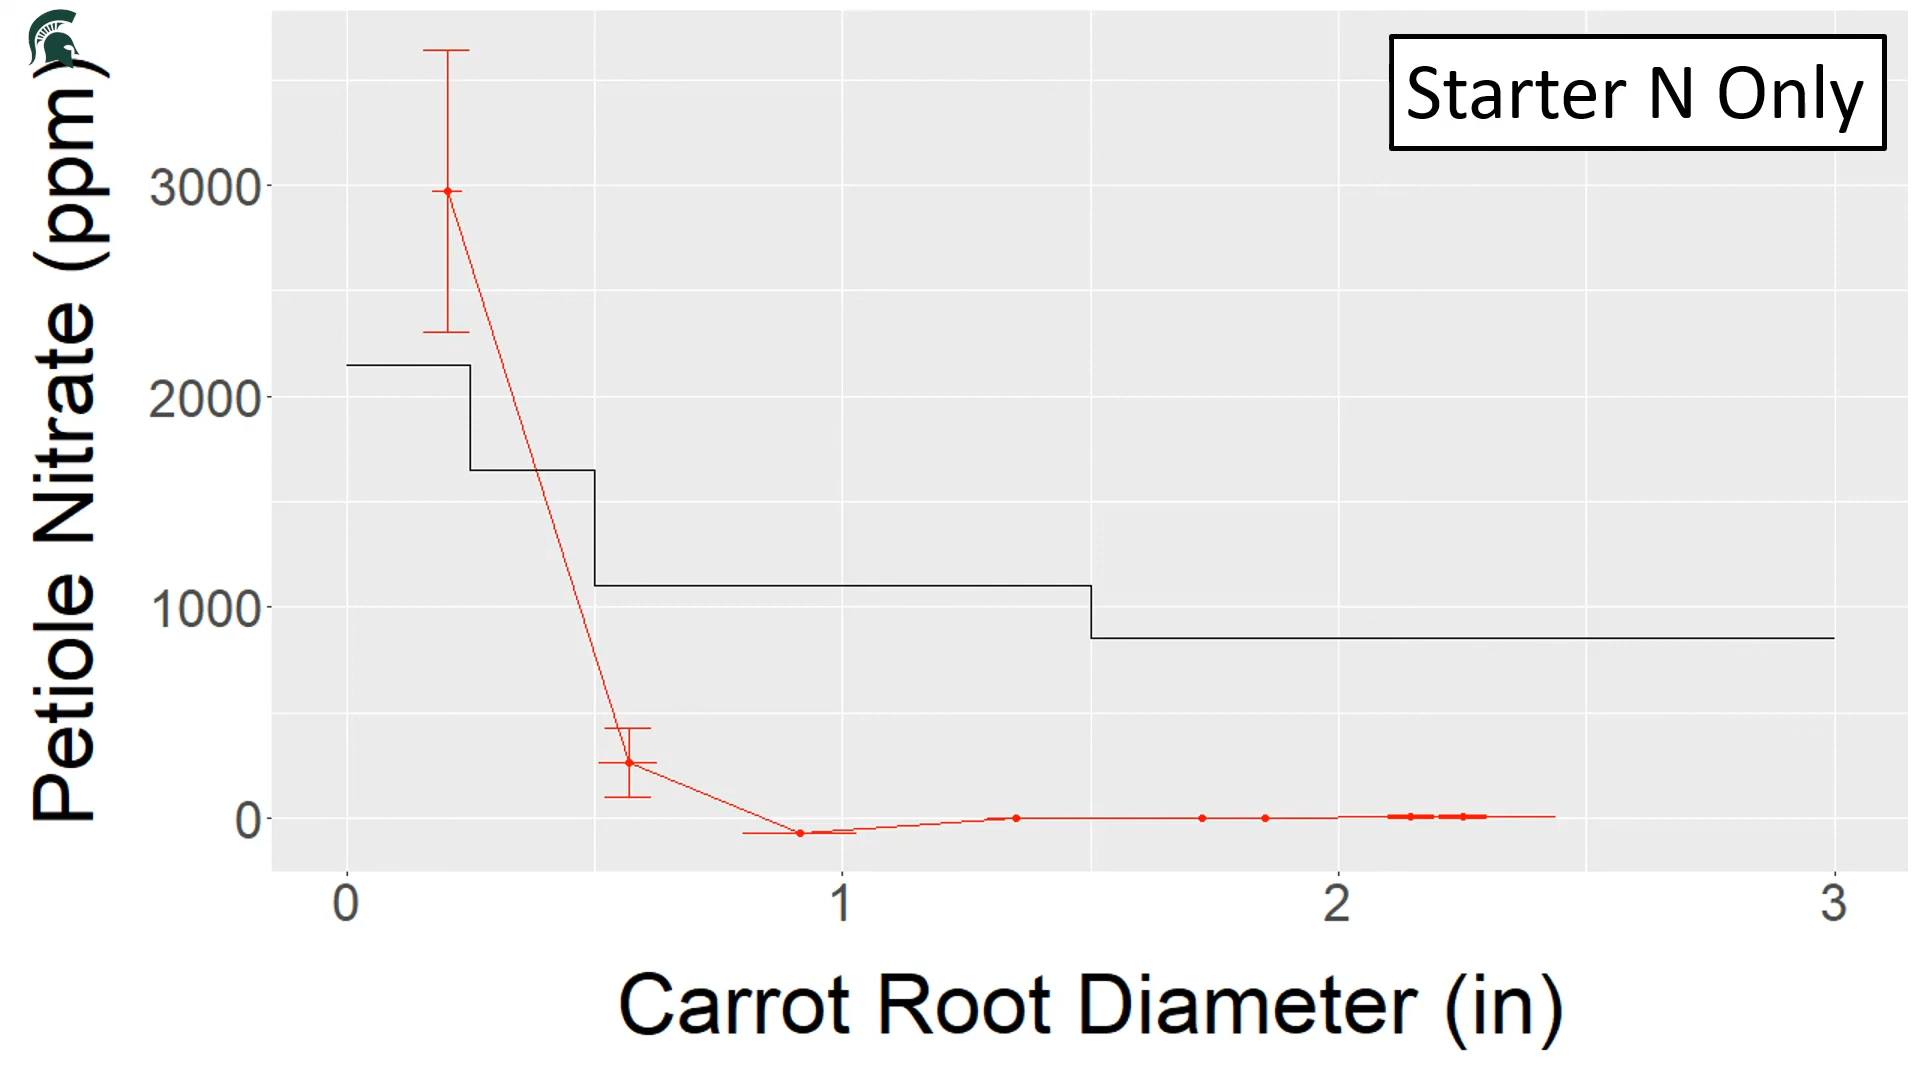 Starter N Only
Petiole Nitrate (ppm)
3000
2000
1000
0
0 1 2 3
Carrot Root Diameter (in)